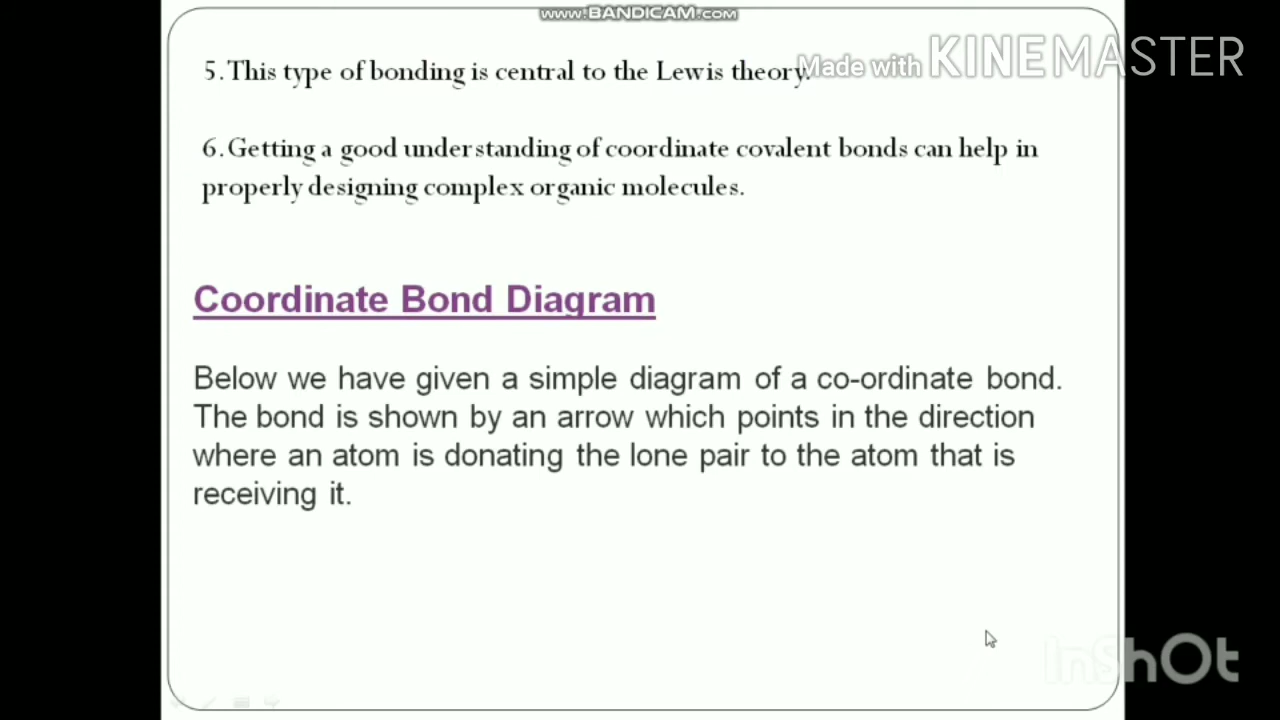 www.BANDICAM.com
5.This type of bonding is central to the Lewis theory.
Made with KINEMASTER
6.Getting a good understanding of coordinate covalent bonds can help in
properly designing complex organic molecules.
Coordinate Bond Diagram
Below we have given a simple diagram of a co-ordinate bond.
The bond is shown by an arrow which points in the direction
where an atom is donating the lone pair to the atom that is
receiving it.
InShOt